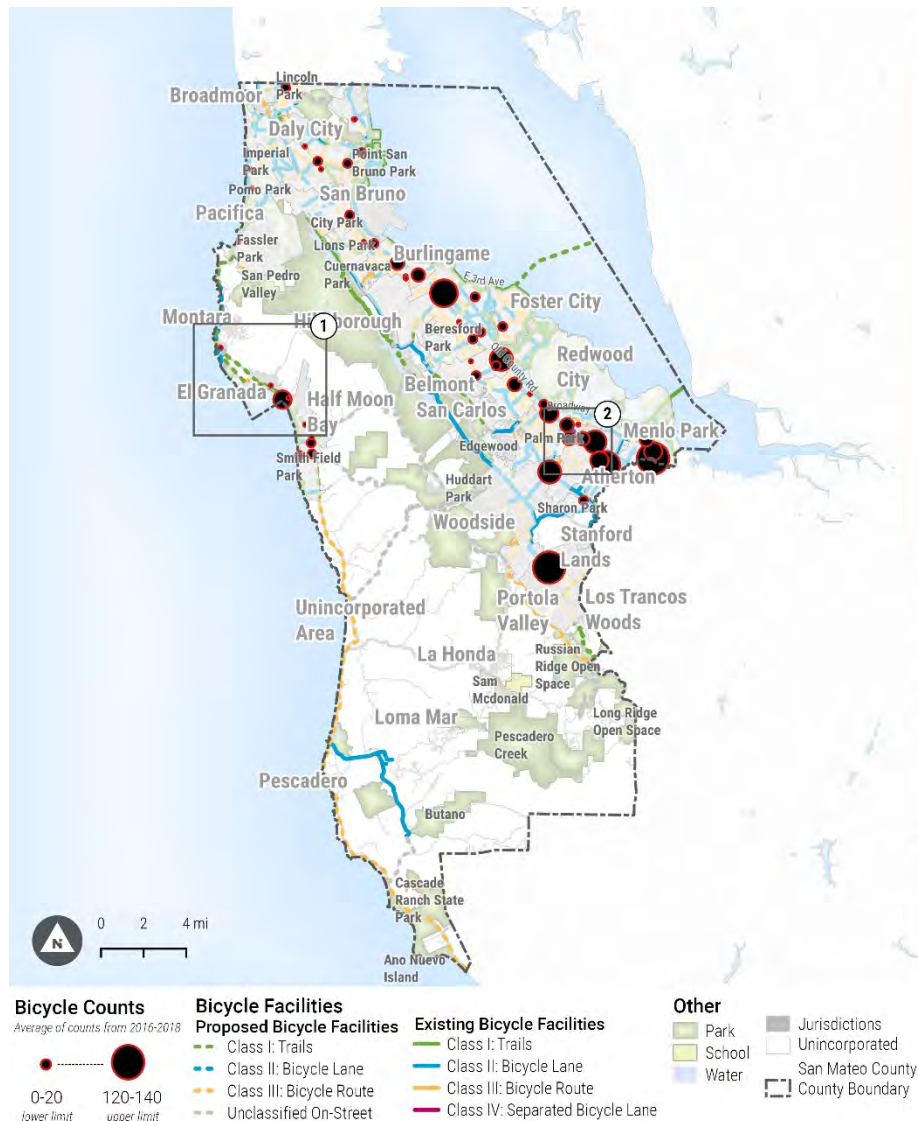 Lincoln
Park
Broadmoor
Daly City
Imperial
Park
Point San
Bruno Park
Pomo Park
San Bruno
Pacifica
City Park
Fassler
Park
Lions Park
Burlingame
Cuernavaca
Park
San Pedro
Valley
E 3rd Ave
Foster City
Montara
Hillsborough
1
Beresford
Park
Old County Rd
Redwood
City
El Granada
Belmont
Half Moon
Bay
San Carlos
Broadway
2
Menlo Park
Palm Park
Edgewood
Smith Field
Park
Atherton
Huddart
Park
Sharon Park
Woodside
Stanford
Lands
Unincorporated
Area
Portola
Valley
Los Trancos
Woods
La Honda
Russian
Ridge Open
Space
Sam
Mcdonald
Loma Mar
Long Ridge
Open Space
Pescadero
Creek
Pescadero
Butano
Cascade
Ranch State
Park
N
0 2 4 mi
Ano Nuevo
Island
Bicycle Counts
Average of counts from 2016-2018
0-20
lower limit
120-140
upper limit
Bicycle Facilities
Proposed Bicycle Facilities
Class I: Trails
Class II: Bicycle Lane
Class III: Bicycle Route
Unclassified On-Street
Existing Bicycle Facilities
Class I: Trails
Class II: Bicycle Lane
Class III: Bicycle Route
Class IV: Separated Bicycle Lane
Other
Park
School
Water
Jurisdictions
Unincorporated
San Mateo County
County Boundary